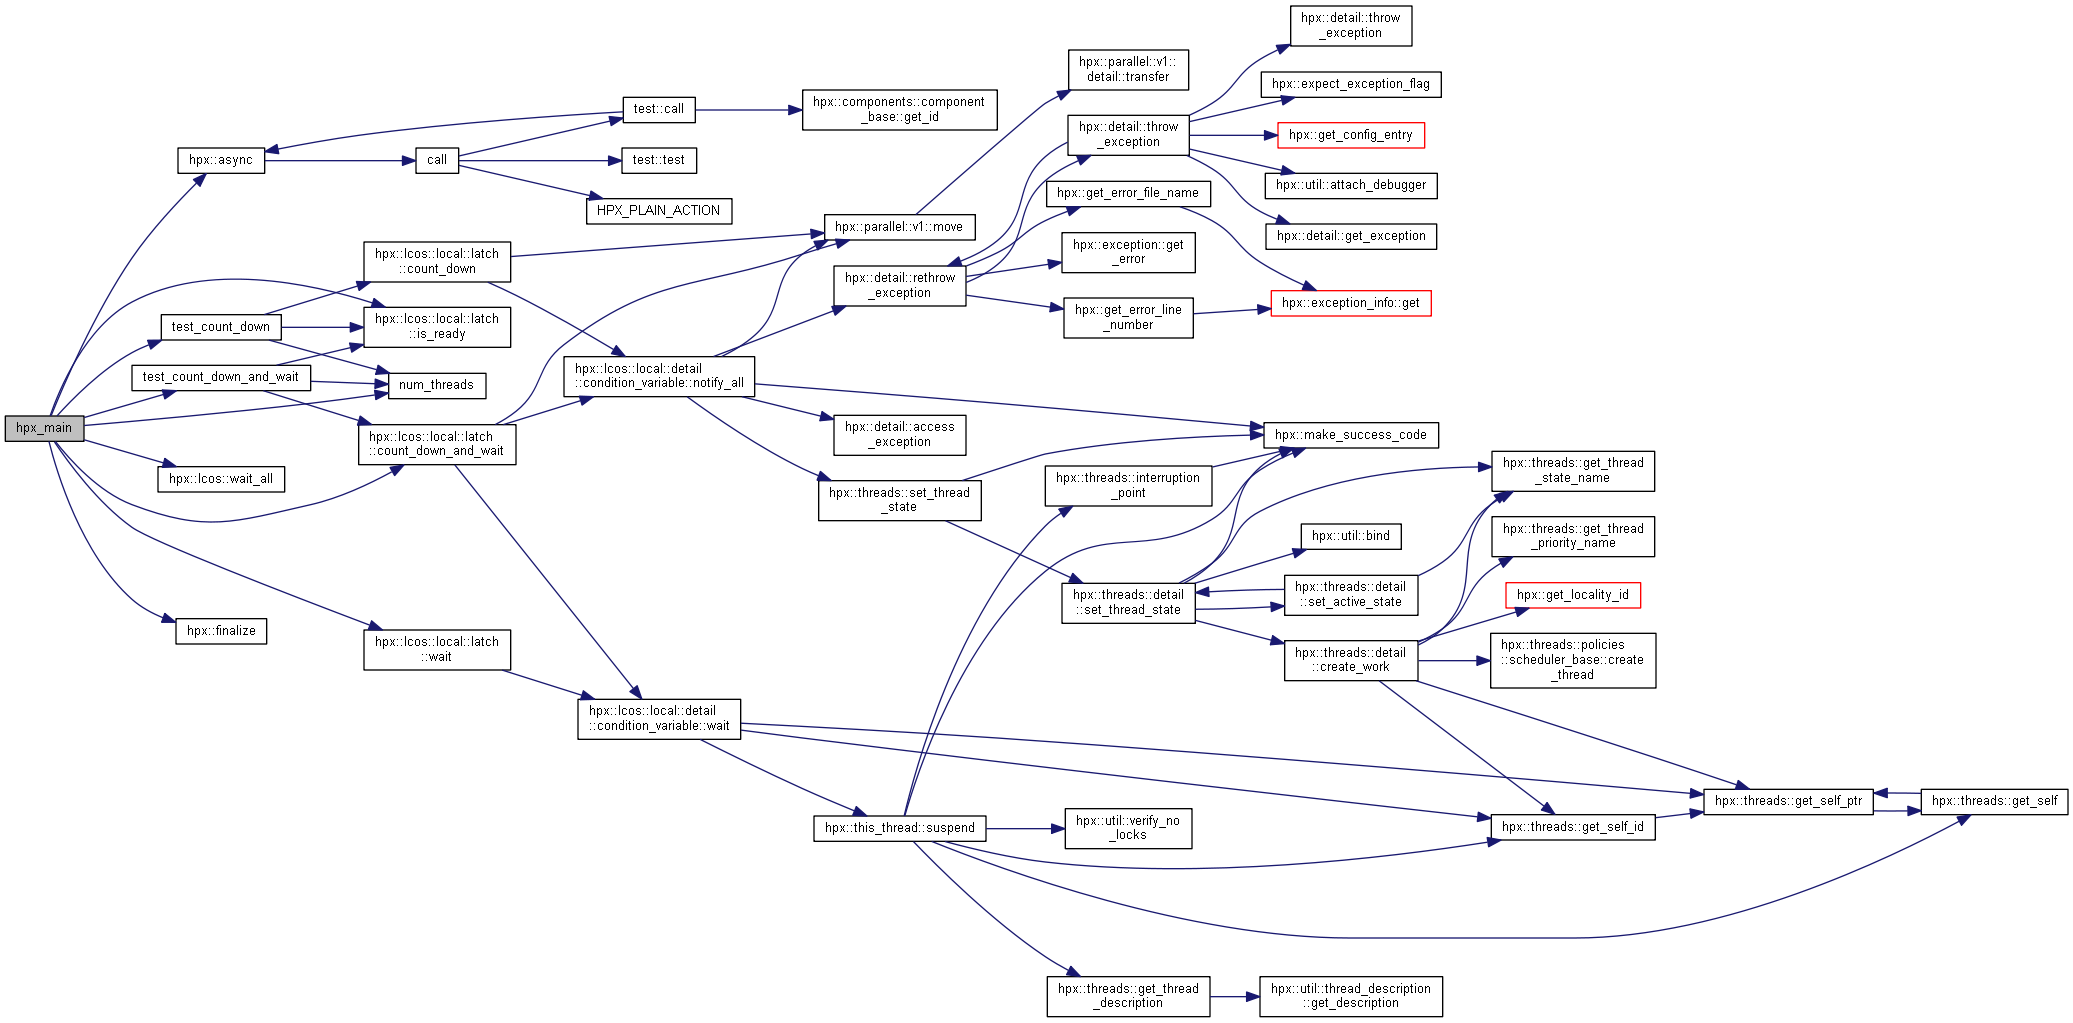 hpx_main
hpx::async
test_count_down
test_count_down_and_wait
hpx::lcos::wait_all
hpx::finalize
call
hpx::lcos::local::latch
::count_down
hpx::lcos::local::latch
::is_ready
num_threads
hpx::lcos::local::latch
::count_down_and_wait
hpx::lcos::local::latch
::wait
test::call
test::test
HPX_PLAIN_ACTION
hpx::lcos::local::detail
::condition_variable::notify_all
hpx::lcos::local::detail
::condition_variable::wait
hpx::components::component
_base::get_id
hpx::parallel::v1::move
hpx::detail::rethrow
_exception
hpx::detail::access
_exception
hpx::threads::set_thread
_state
hpx::this_thread::suspend
hpx::parallel::v1::
detail::transfer
hpx::detail::throw
_exception
hpx::get_error_file_name
hpx::exception::get
_error
hpx::get_error_line
_number
hpx::threads::interruption
_point
hpx::threads::detail
::set_thread_state
hpx::util::verify_no
_locks
hpx::threads::get_thread
_description
hpx::detail::throw
_exception
hpx::expect_exception_flag
hpx::get_config_entry
hpx::util::attach_debugger
hpx::detail::get_exception
hpx::exception_info::get
hpx::make_success_code
hpx::util::bind
hpx::threads::detail
::set_active_state
hpx::threads::detail
::create_work
hpx::util::thread_description
::get_description
hpx::threads::get_thread
_state_name
hpx::threads::get_thread
_priority_name
hpx::get_locality_id
hpx::threads::policies
::scheduler_base::create
_thread
hpx::threads::get_self_id
hpx::threads::get_self_ptr
hpx::threads::get_self